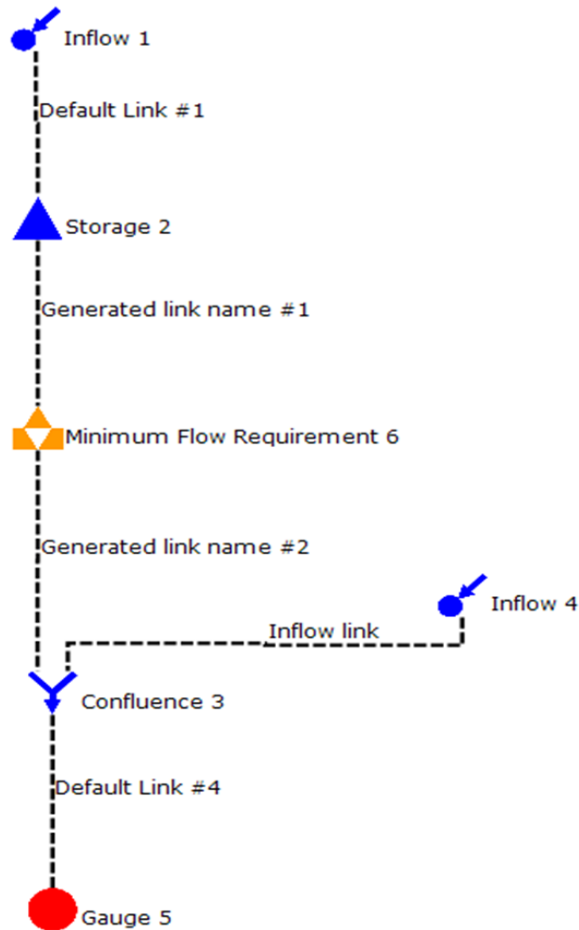 Inflow 1
Default Link #1
Storage 2
Generated link name #1
Minimum Flow Requirement 6
Generated link name #2
Inflow 4
Inflow link
Confluence 3
Default Link #4
Gauge 5